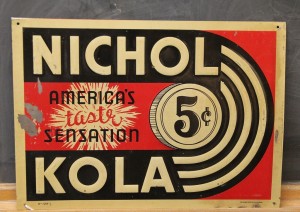 NICHOL
AMERICA'S
taste
SENSATION
5¢
KOLA